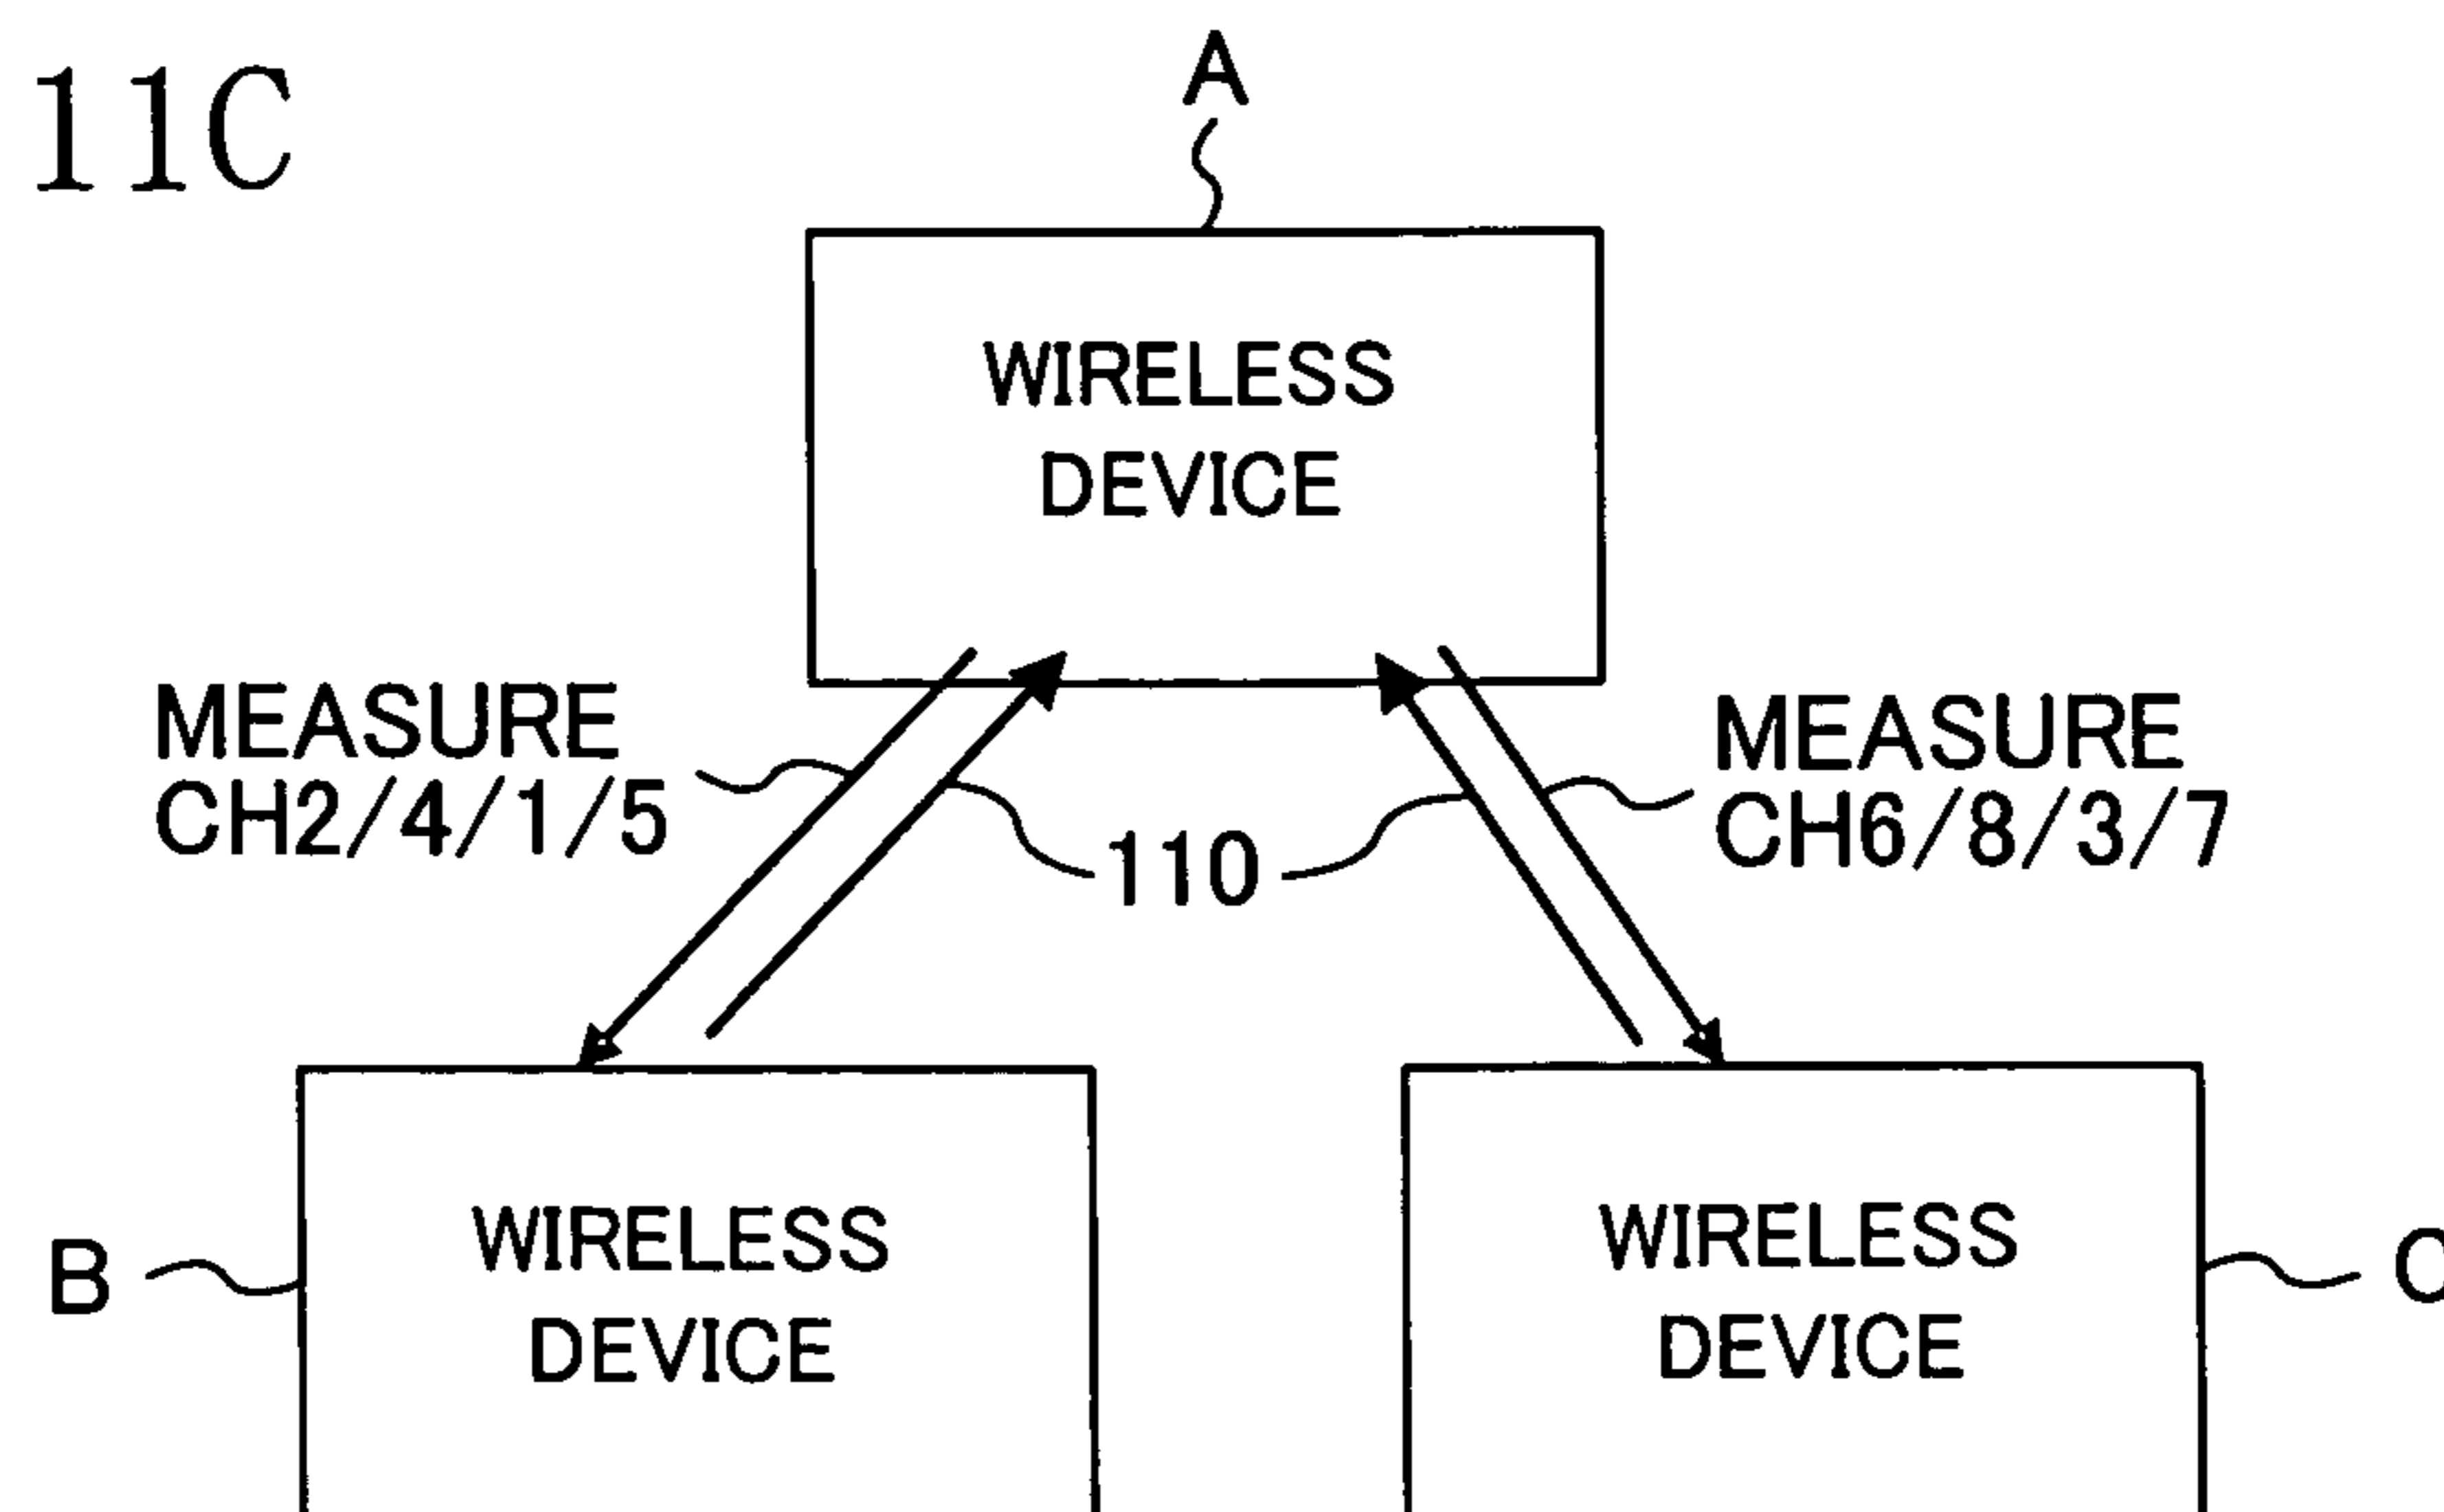 11C
A
WIRELESS
DEVICE
MEASURE
CH2/4/1/5
MEASURE
CH6/8/3/7
110
B
WIRELESS
DEVICE
WIRELESS
DEVICE